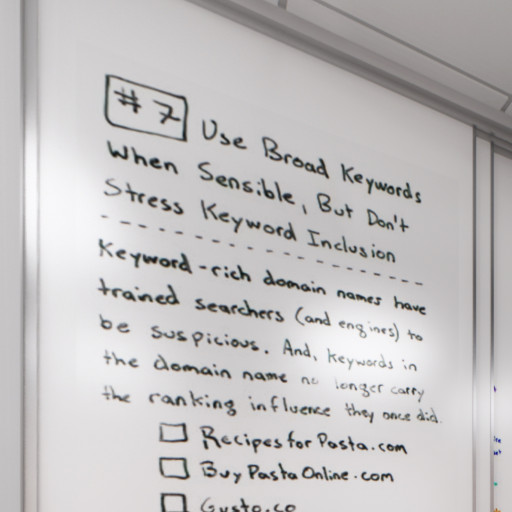 # 7 Use Broad Keywords
When Sensible, But Don't
Stress Keyword Inclusion
Keyword-rich domain names have
trained searchers (and engines) to
be suspicious. And, keywords in
the domain name no longer carry
the ranking influence they once did.
RecipesforPasta.com
BuyPastaOnline.com
Gusto.co